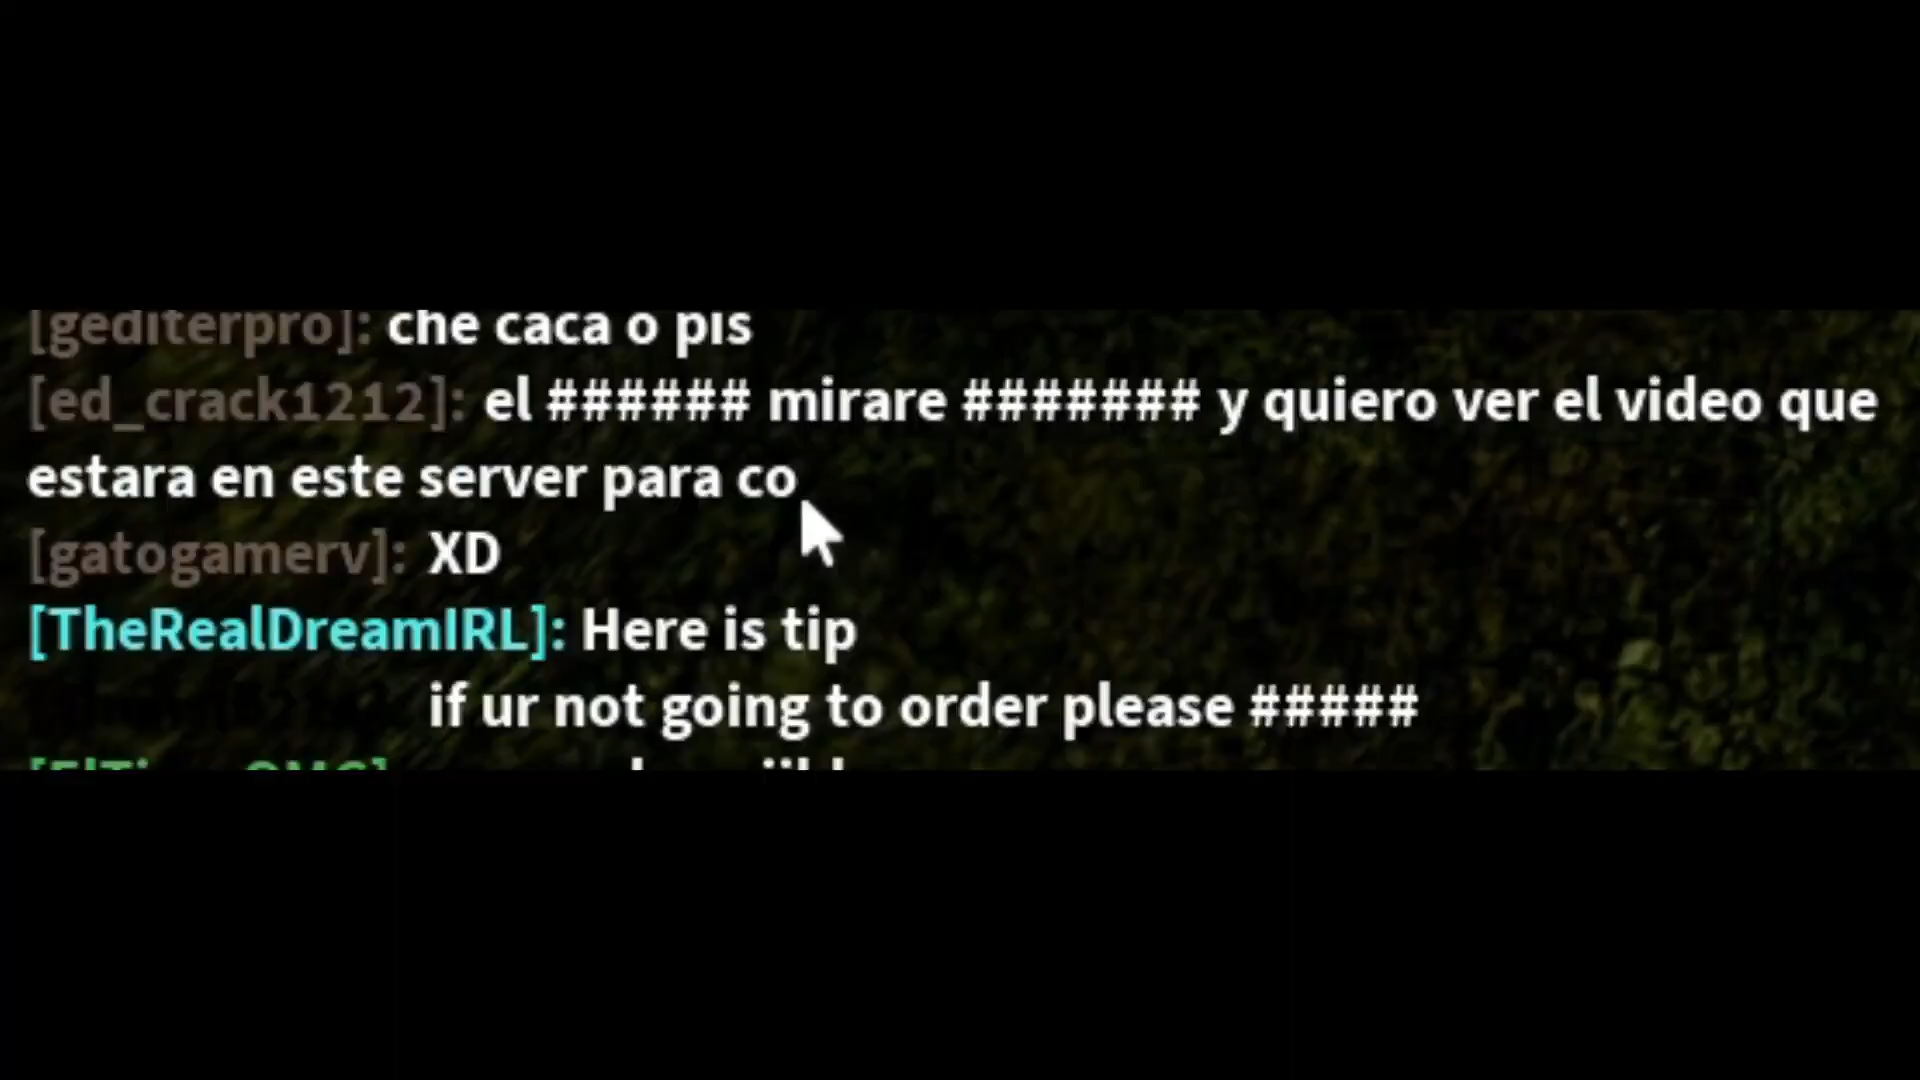 [gediterpro]: che caca o pis
[ed_crack1212]: el ###### mirare ####### y quiero ver el video que
estara en este server para co
[gatogamerv]: XD
[TheRealDreamIRL]: Here is tip
if ur not going to order please #####